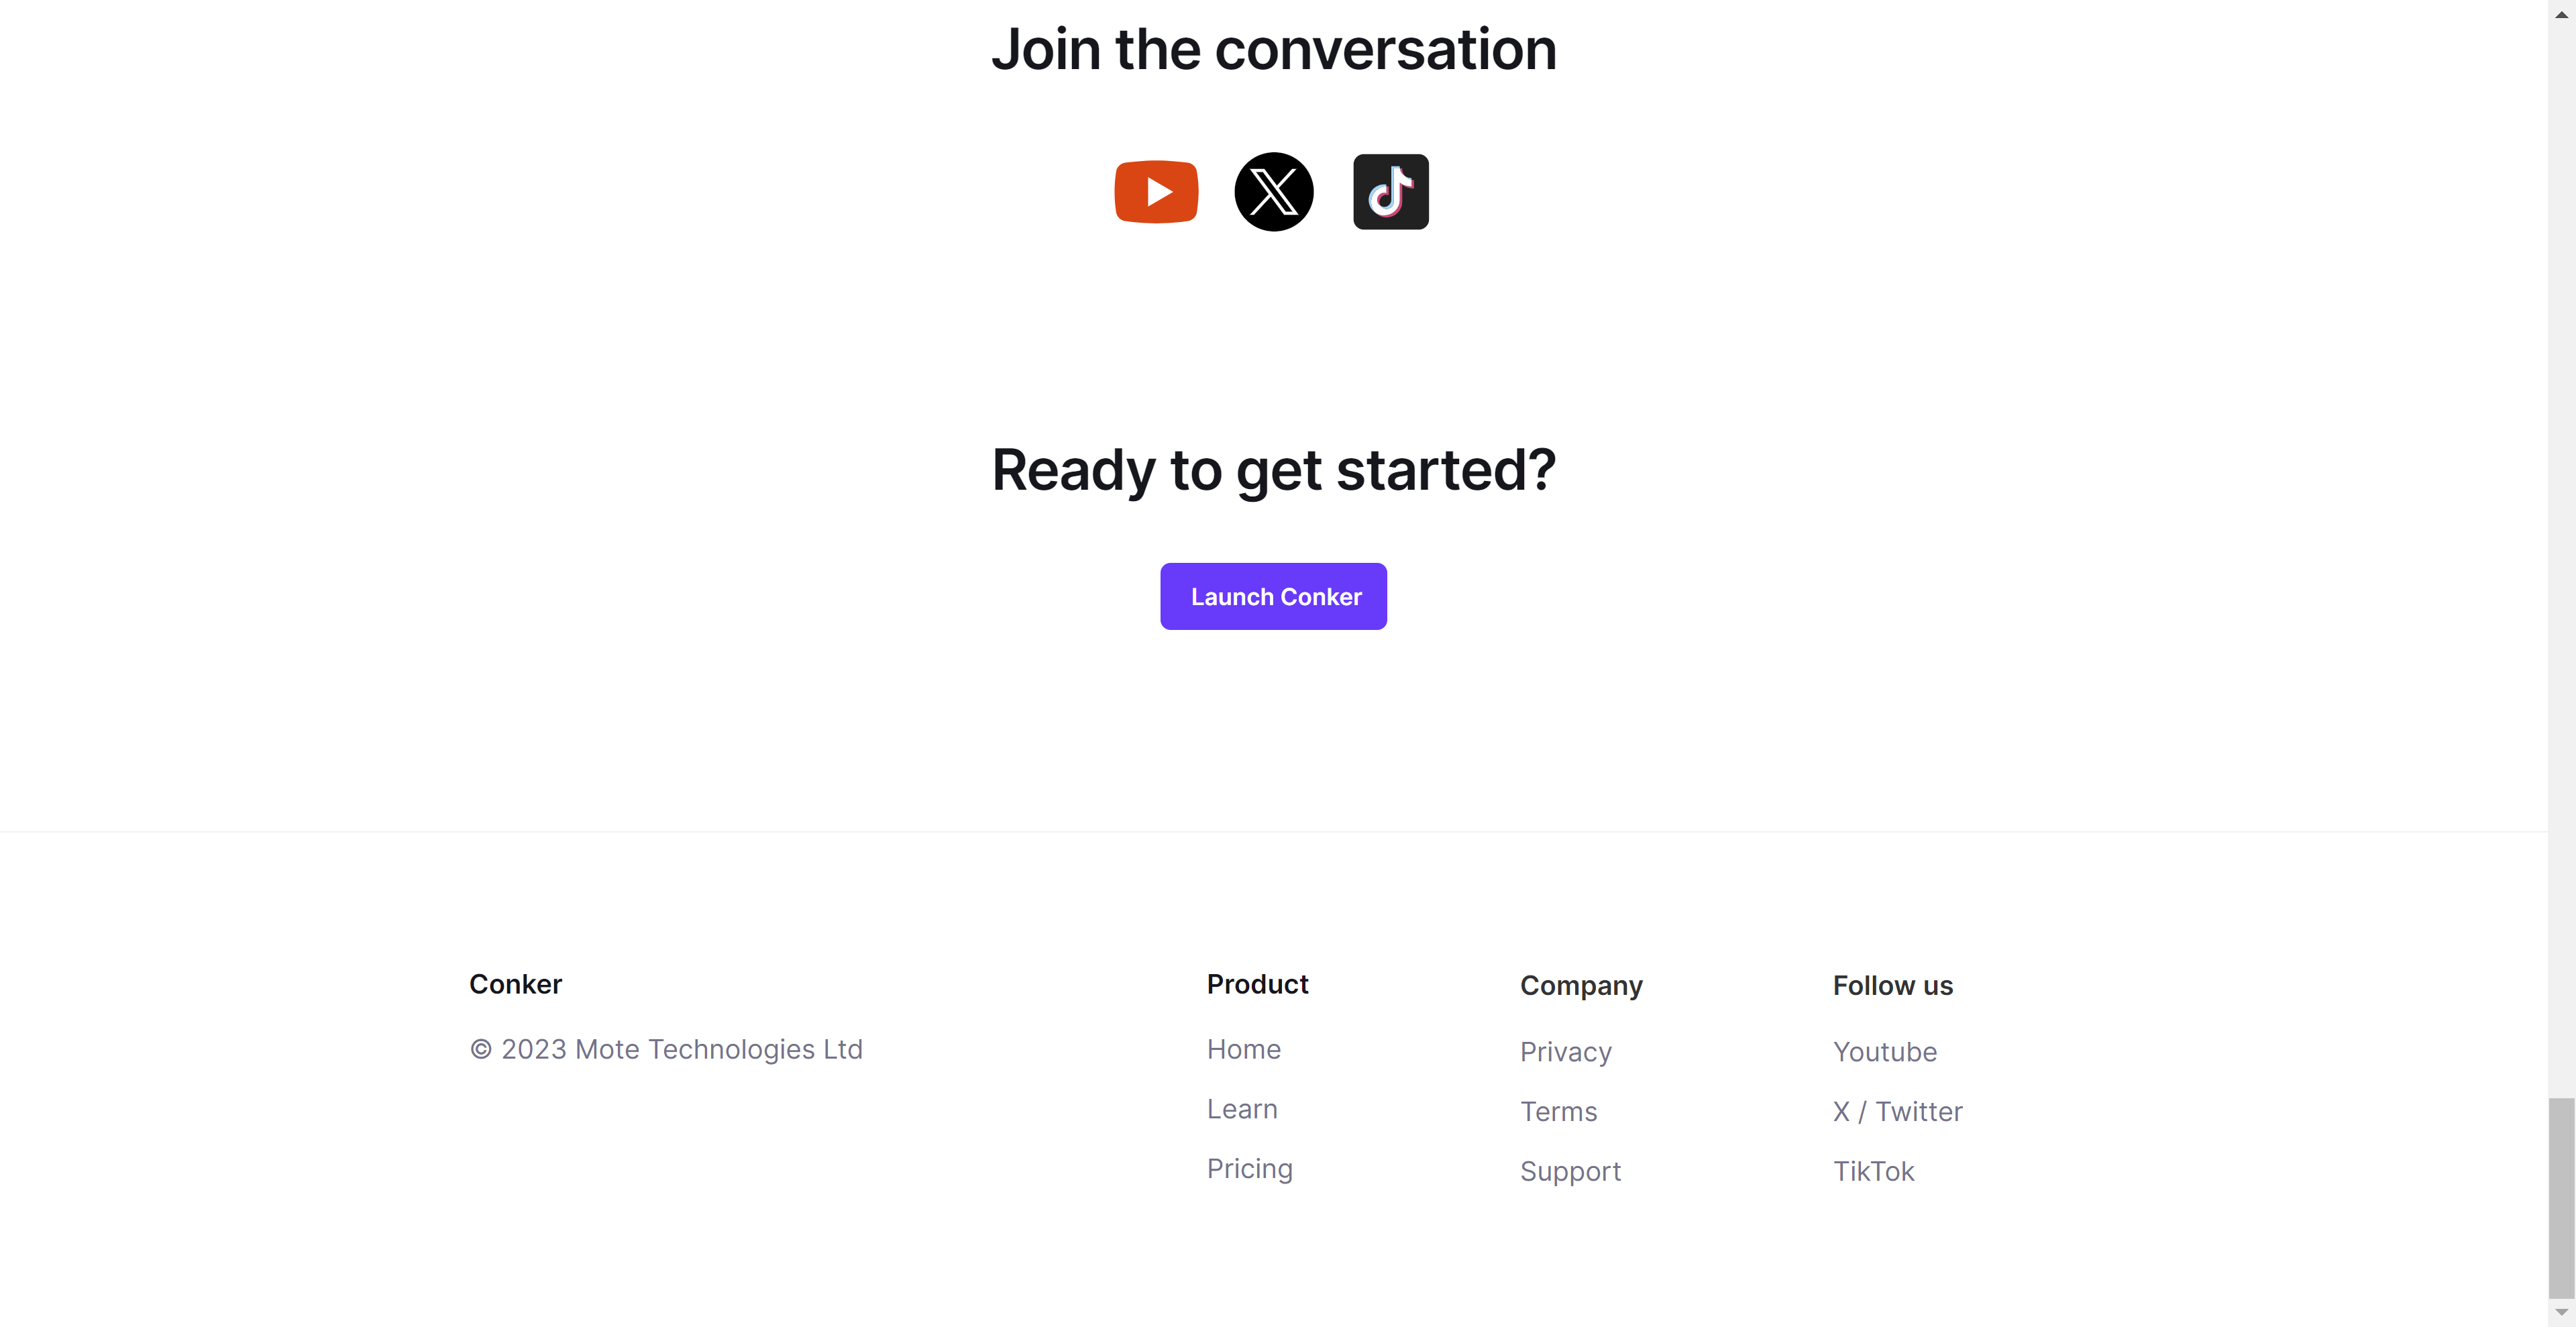 Join the conversation
Ready to get started?
Launch Conker
Conker
© 2023 Mote Technologies Ltd
Product
Home
Learn
Pricing
Company
Privacy
Terms
Support
Follow us
Youtube
X / Twitter
TikTok